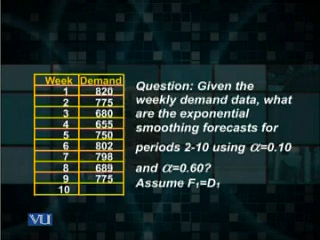 Week Demand
1 820
2 775
3 680
4 655
5 750
6 802
7 798
8 689
9 775
10
Question: Given the
weekly demand data, what
are the exponential
smoothing forecasts for
periods 2-10 using α=0.10
and α=0.60?
Assume F₁=D₁
VU